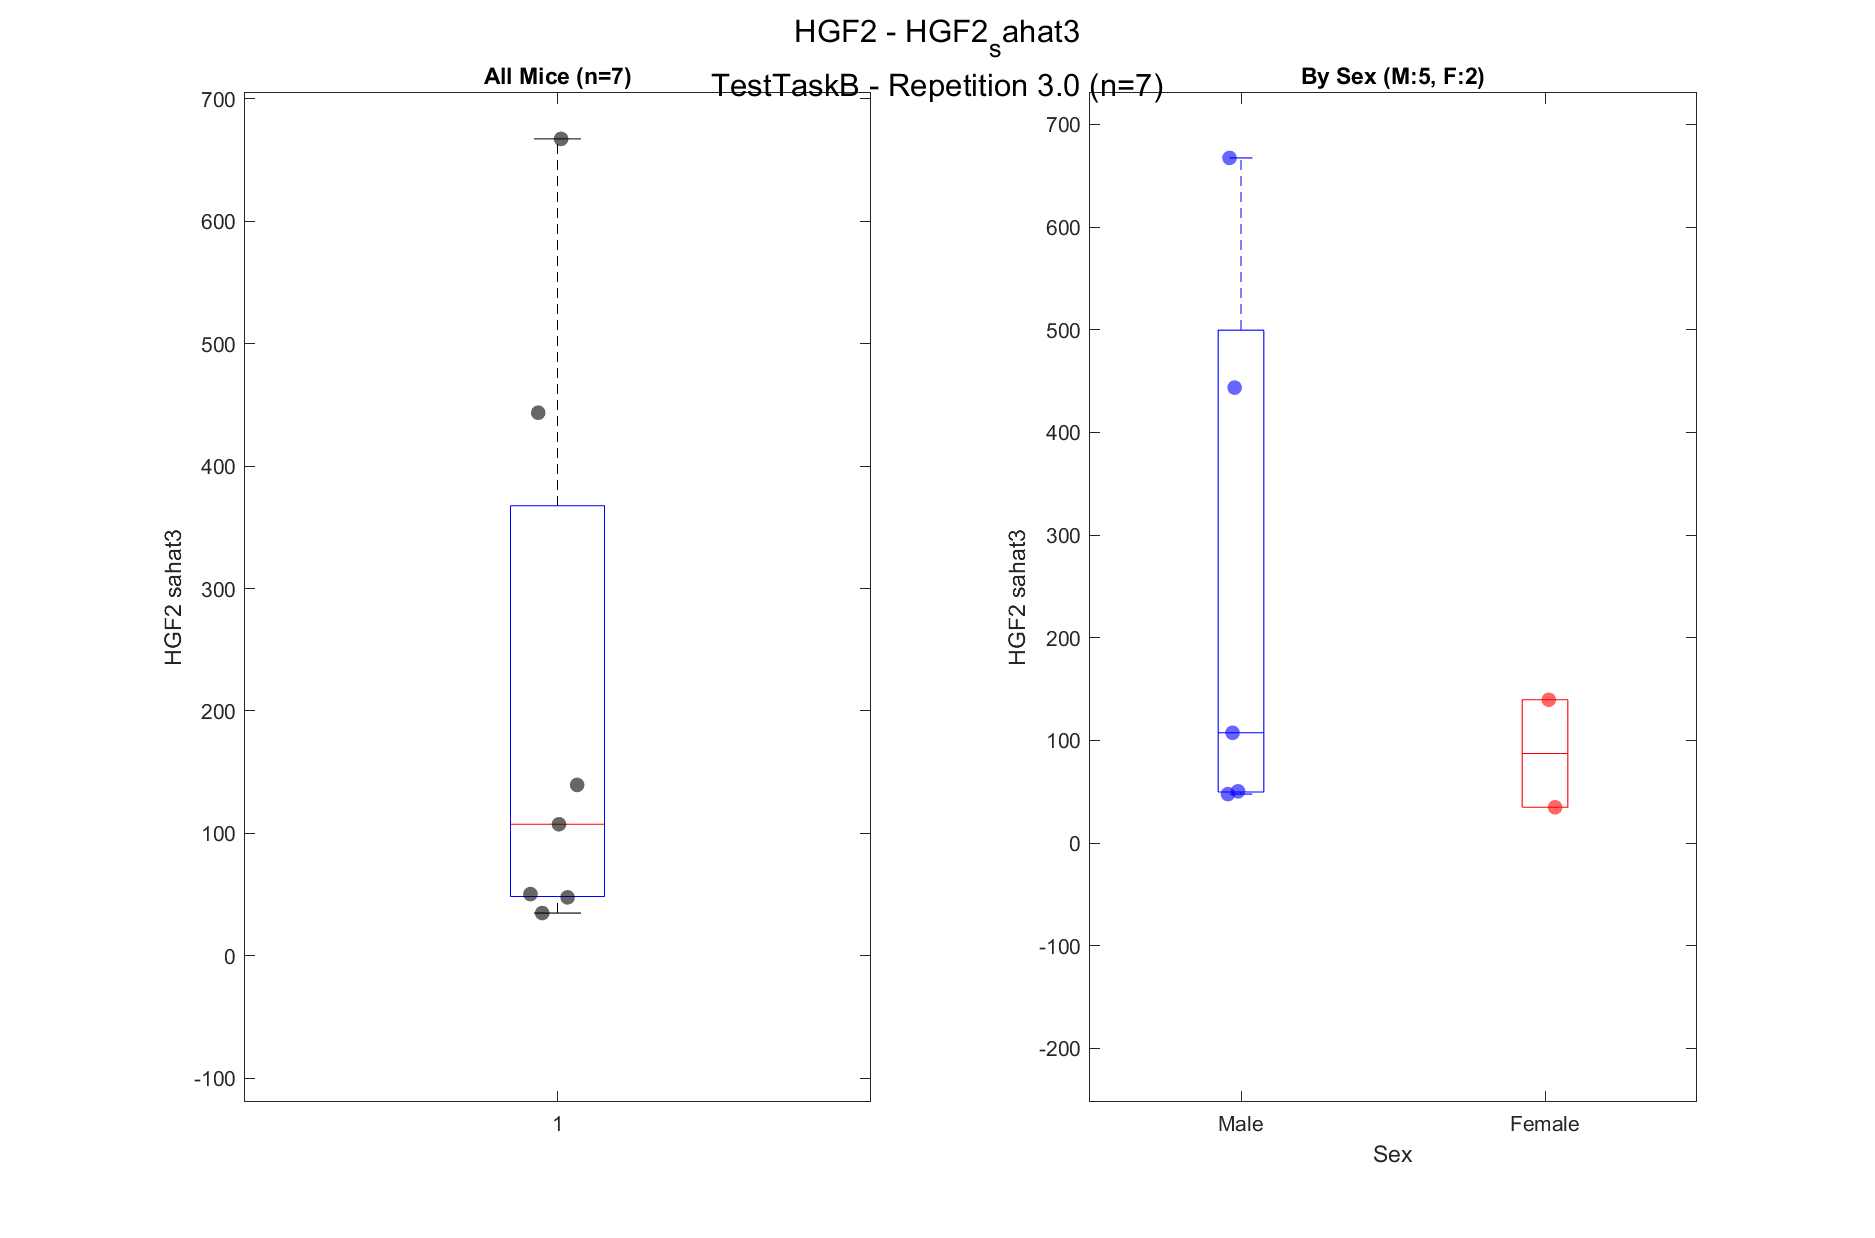 HGF2 - HGF2sahat3
TestTaskB - Repetition 3.0 (n=7)
All Mice (n=7)
700
600
500
400
300
200
100
0
-100
HGF2 sahat3
1
By Sex (M:5, F:2)
700
600
500
400
300
200
100
0
-100
-200
HGF2 sahat3
Male Female
Sex